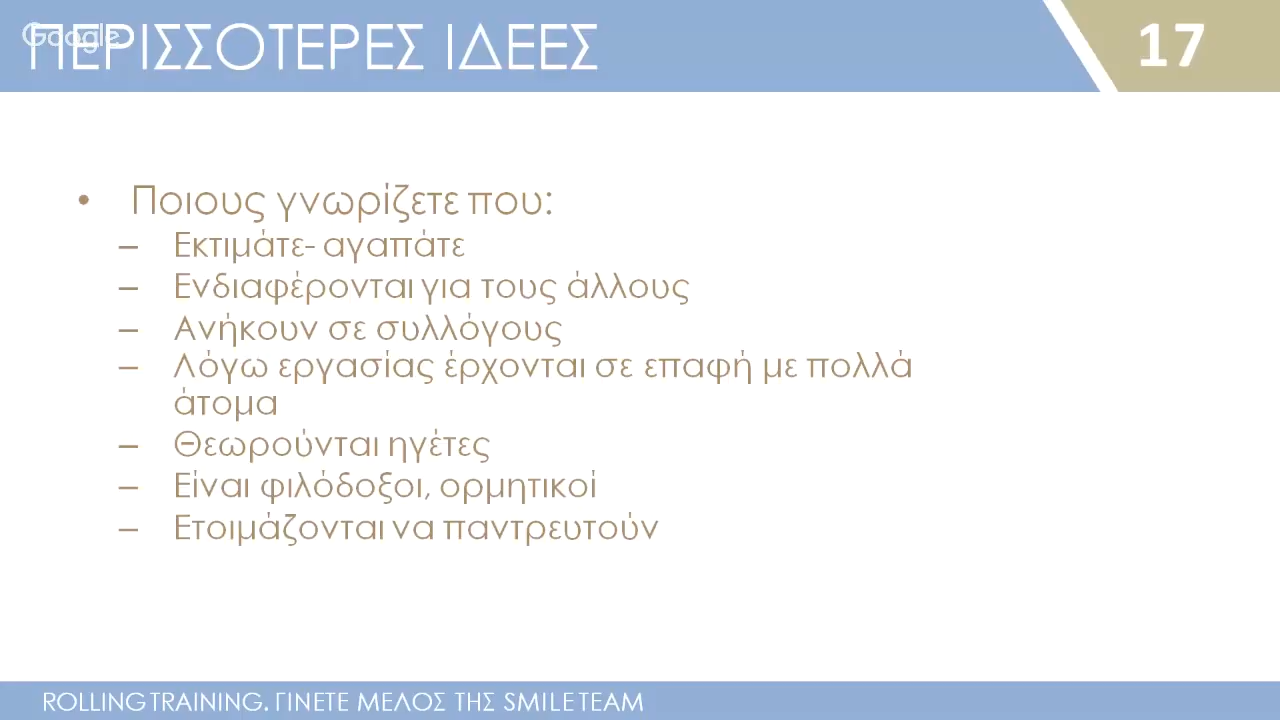 Google
ΠΕΡΙΣΣΟΤΕΡΕΣ ΙΔΕΕΣ
17
• Ποιους γνωρίζετε που:
– Εκτιμάτε- αγαπάτε
– Ενδιαφέρονται για τους άλλους
– Ανήκουν σε συλλόγους
– Λόγω εργασίας έρχονται σε επαφή με πολλά
άτομα
– Θεωρούνται ηγέτες
– Είναι φιλόδοξοι, ορμητικοί
– Ετοιμάζονται να παντρευτούν
ROLLING TRAINING. ΓΙΝΕΤΕ ΜΕΛΟΣ ΤΗΣ SMILE TEAM